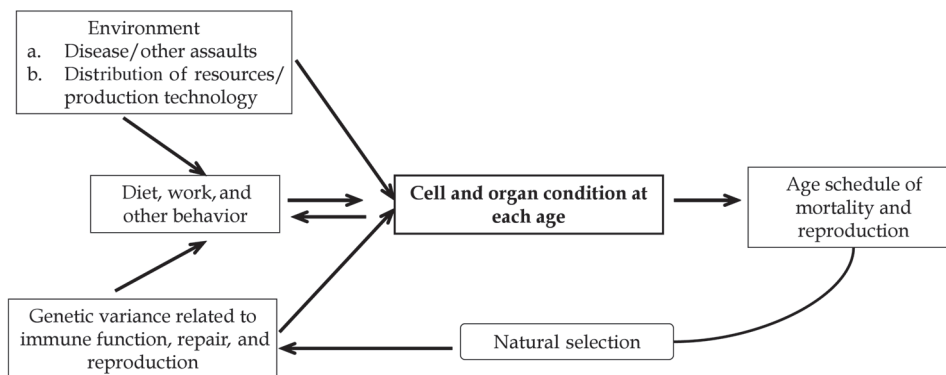 Environment
a. Disease/other assaults
b. Distribution of resources/
production technology
Diet, work, and
other behavior
Cell and organ condition at
each age
Age schedule of
mortality and
reproduction
Genetic variance related to
immune function, repair, and
reproduction
Natural selection